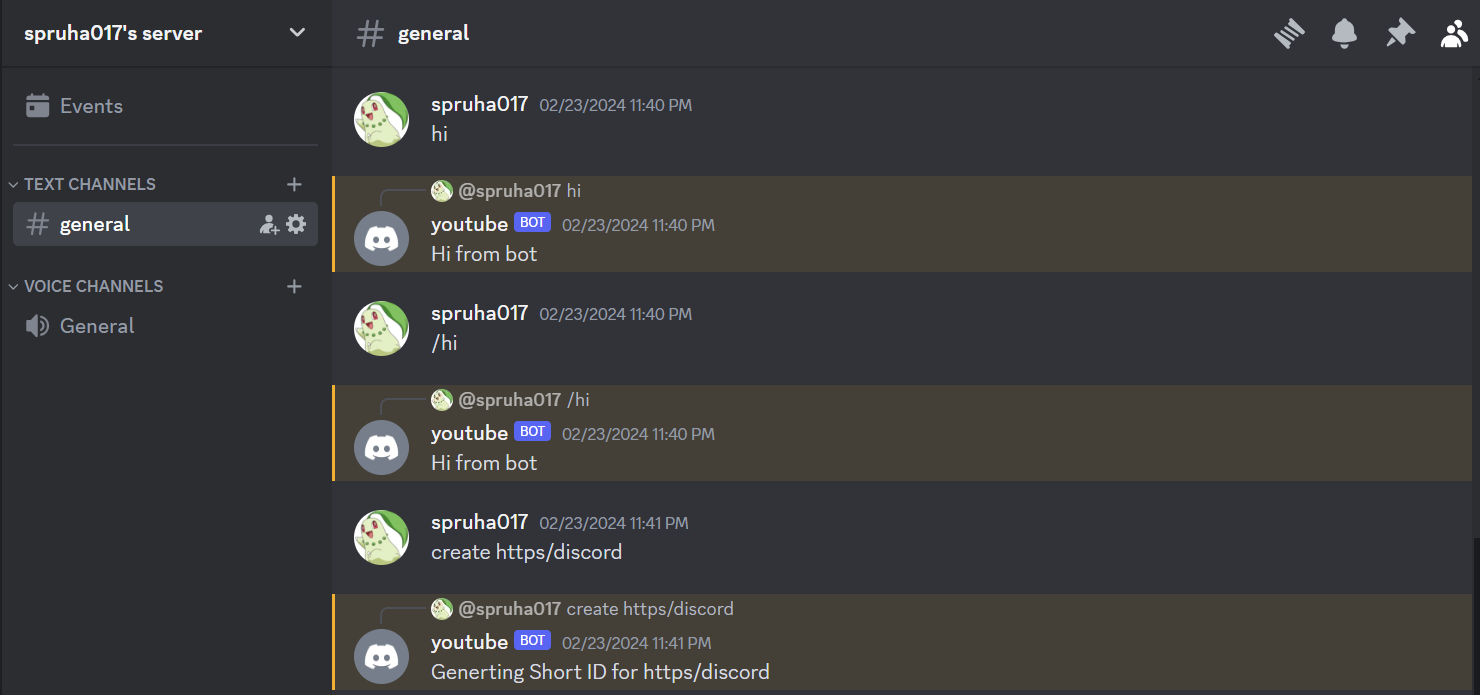 spruha017's server
Events
TEXT CHANNELS
general
VOICE CHANNELS
General
general
spruha017 02/23/2024 11:40 PM
hi
@spruha017 hi
youtube BOT 02/23/2024 11:40 PM
Hi from bot
spruha017 02/23/2024 11:40 PM
/hi
@spruha017 /hi
youtube BOT 02/23/2024 11:40 PM
Hi from bot
spruha017 02/23/2024 11:41 PM
create https/discord
@spruha017 create https/discord
youtube BOT 02/23/2024 11:41 PM
Generting Short ID for https/discord